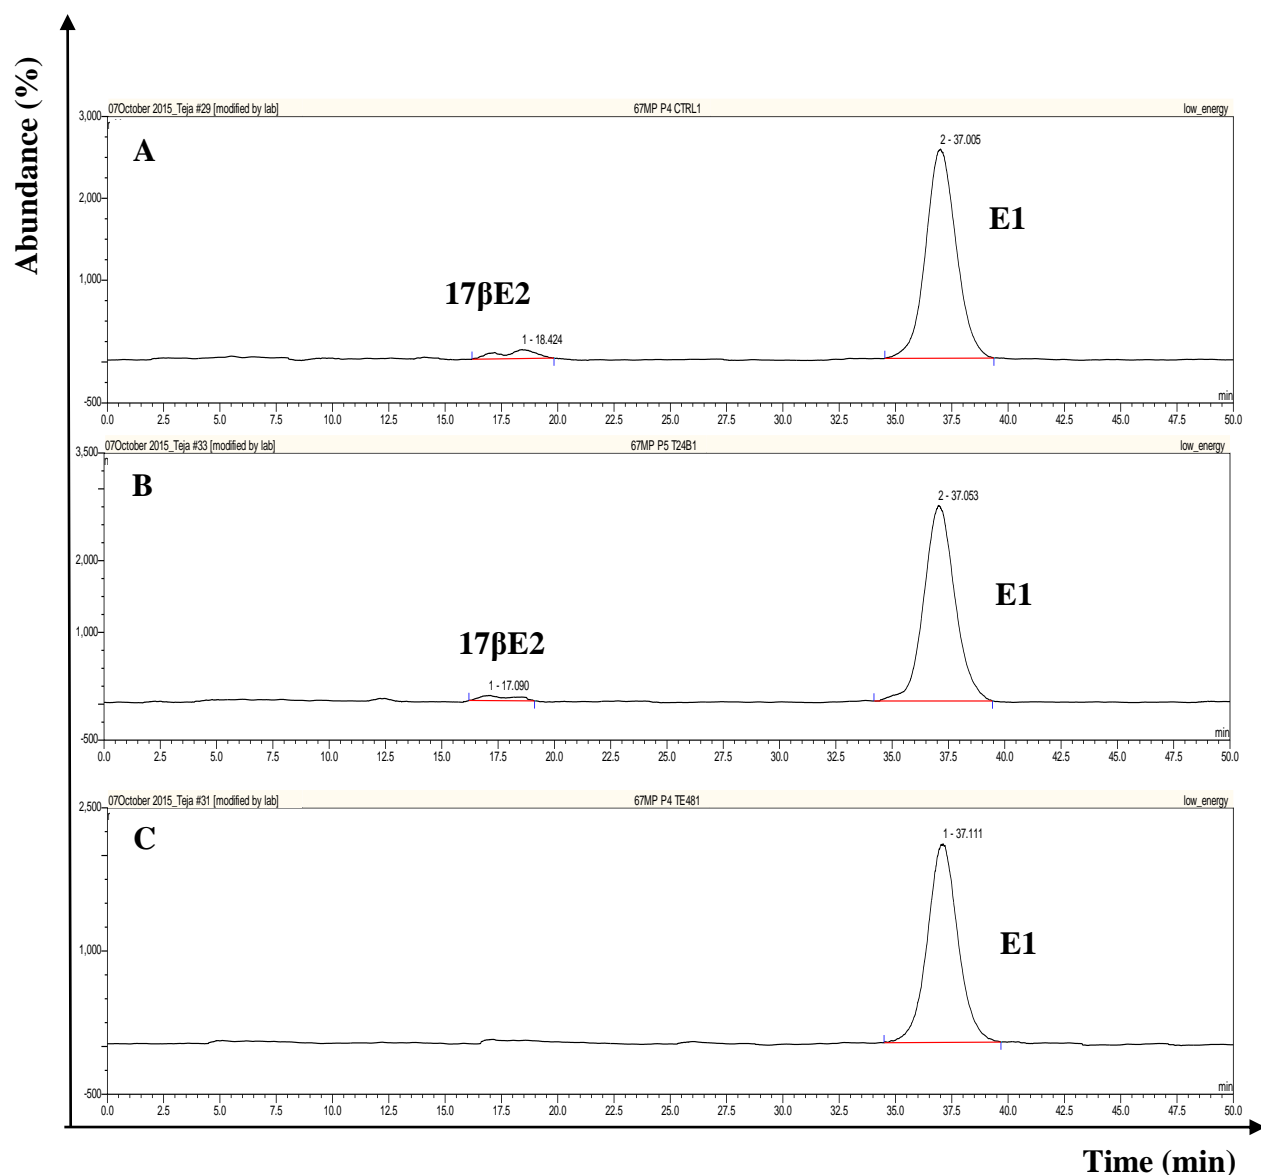 Abundance (%)
07October 2015_Teja #29 [modified by lab] 67MP P4 CTRL1 low_energy
3,000
A
2 - 37.005
2,000
E1
1,000
17βE2
1 - 18.424
min
-500
0.0 2.5 5.0 7.5 10.0 12.5 15.0 17.5 20.0 22.5 25.0 27.5 30.0 32.5 35.0 37.5 40.0 42.5 45.0 47.5 50.0
07October 2015_Teja #33 [modified by lab] 67MP P5 T24B1 low_energy
3,500
B
2 - 37.053
2,000
E1
1,000
17βE2
1 - 17.090
min
-500
0.0 2.5 5.0 7.5 10.0 12.5 15.0 17.5 20.0 22.5 25.0 27.5 30.0 32.5 35.0 37.5 40.0 42.5 45.0 47.5 50.0
07October 2015_Teja #31 [modified by lab] 67MP P4 TE481 low_energy
2,500
C
1 - 37.111
1,000
E1
min
-500
0.0 2.5 5.0 7.5 10.0 12.5 15.0 17.5 20.0 22.5 25.0 27.5 30.0 32.5 35.0 37.5 40.0 42.5 45.0 47.5 50.0
Time (min)